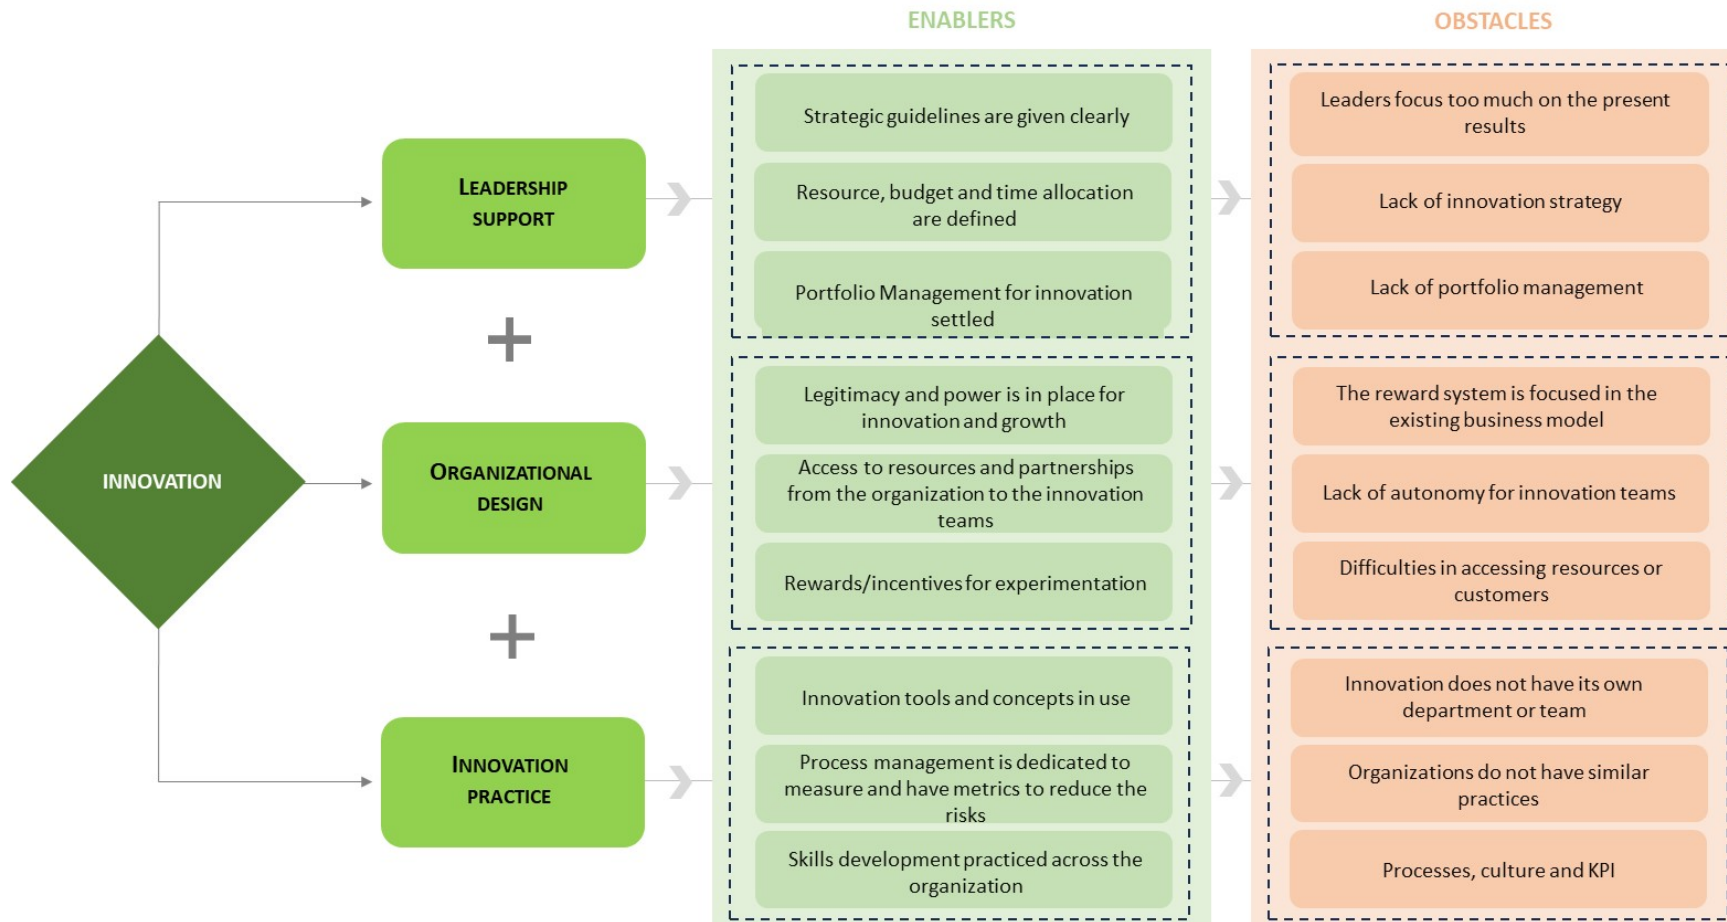 ENABLERS
OBSTACLES
INNOVATION
LEADERSHIP
SUPPORT
Strategic guidelines are given clearly
Resource, budget and time allocation
are defined
Portfolio Management for innovation
settled
Leaders focus too much on the present
results
Lack of innovation strategy
Lack of portfolio management
+
ORGANIZATIONAL
DESIGN
Legitimacy and power is in place for
innovation and growth
Access to resources and partnerships
from the organization to the innovation
teams
Rewards/incentives for experimentation
The reward system is focused in the
existing business model
Lack of autonomy for innovation teams
Difficulties in accessing resources or
customers
+
INNOVATION
PRACTICE
Innovation tools and concepts in use
Process management is dedicated to
measure and have metrics to reduce the
risks
Skills development practiced across the
organization
Innovation does not have its own
department or team
Organizations do not have similar
practices
Processes, culture and KPI